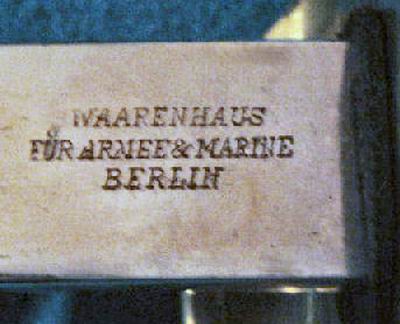 WAARENHAUS
FÜR ARMEE & MARINE
BERLIN